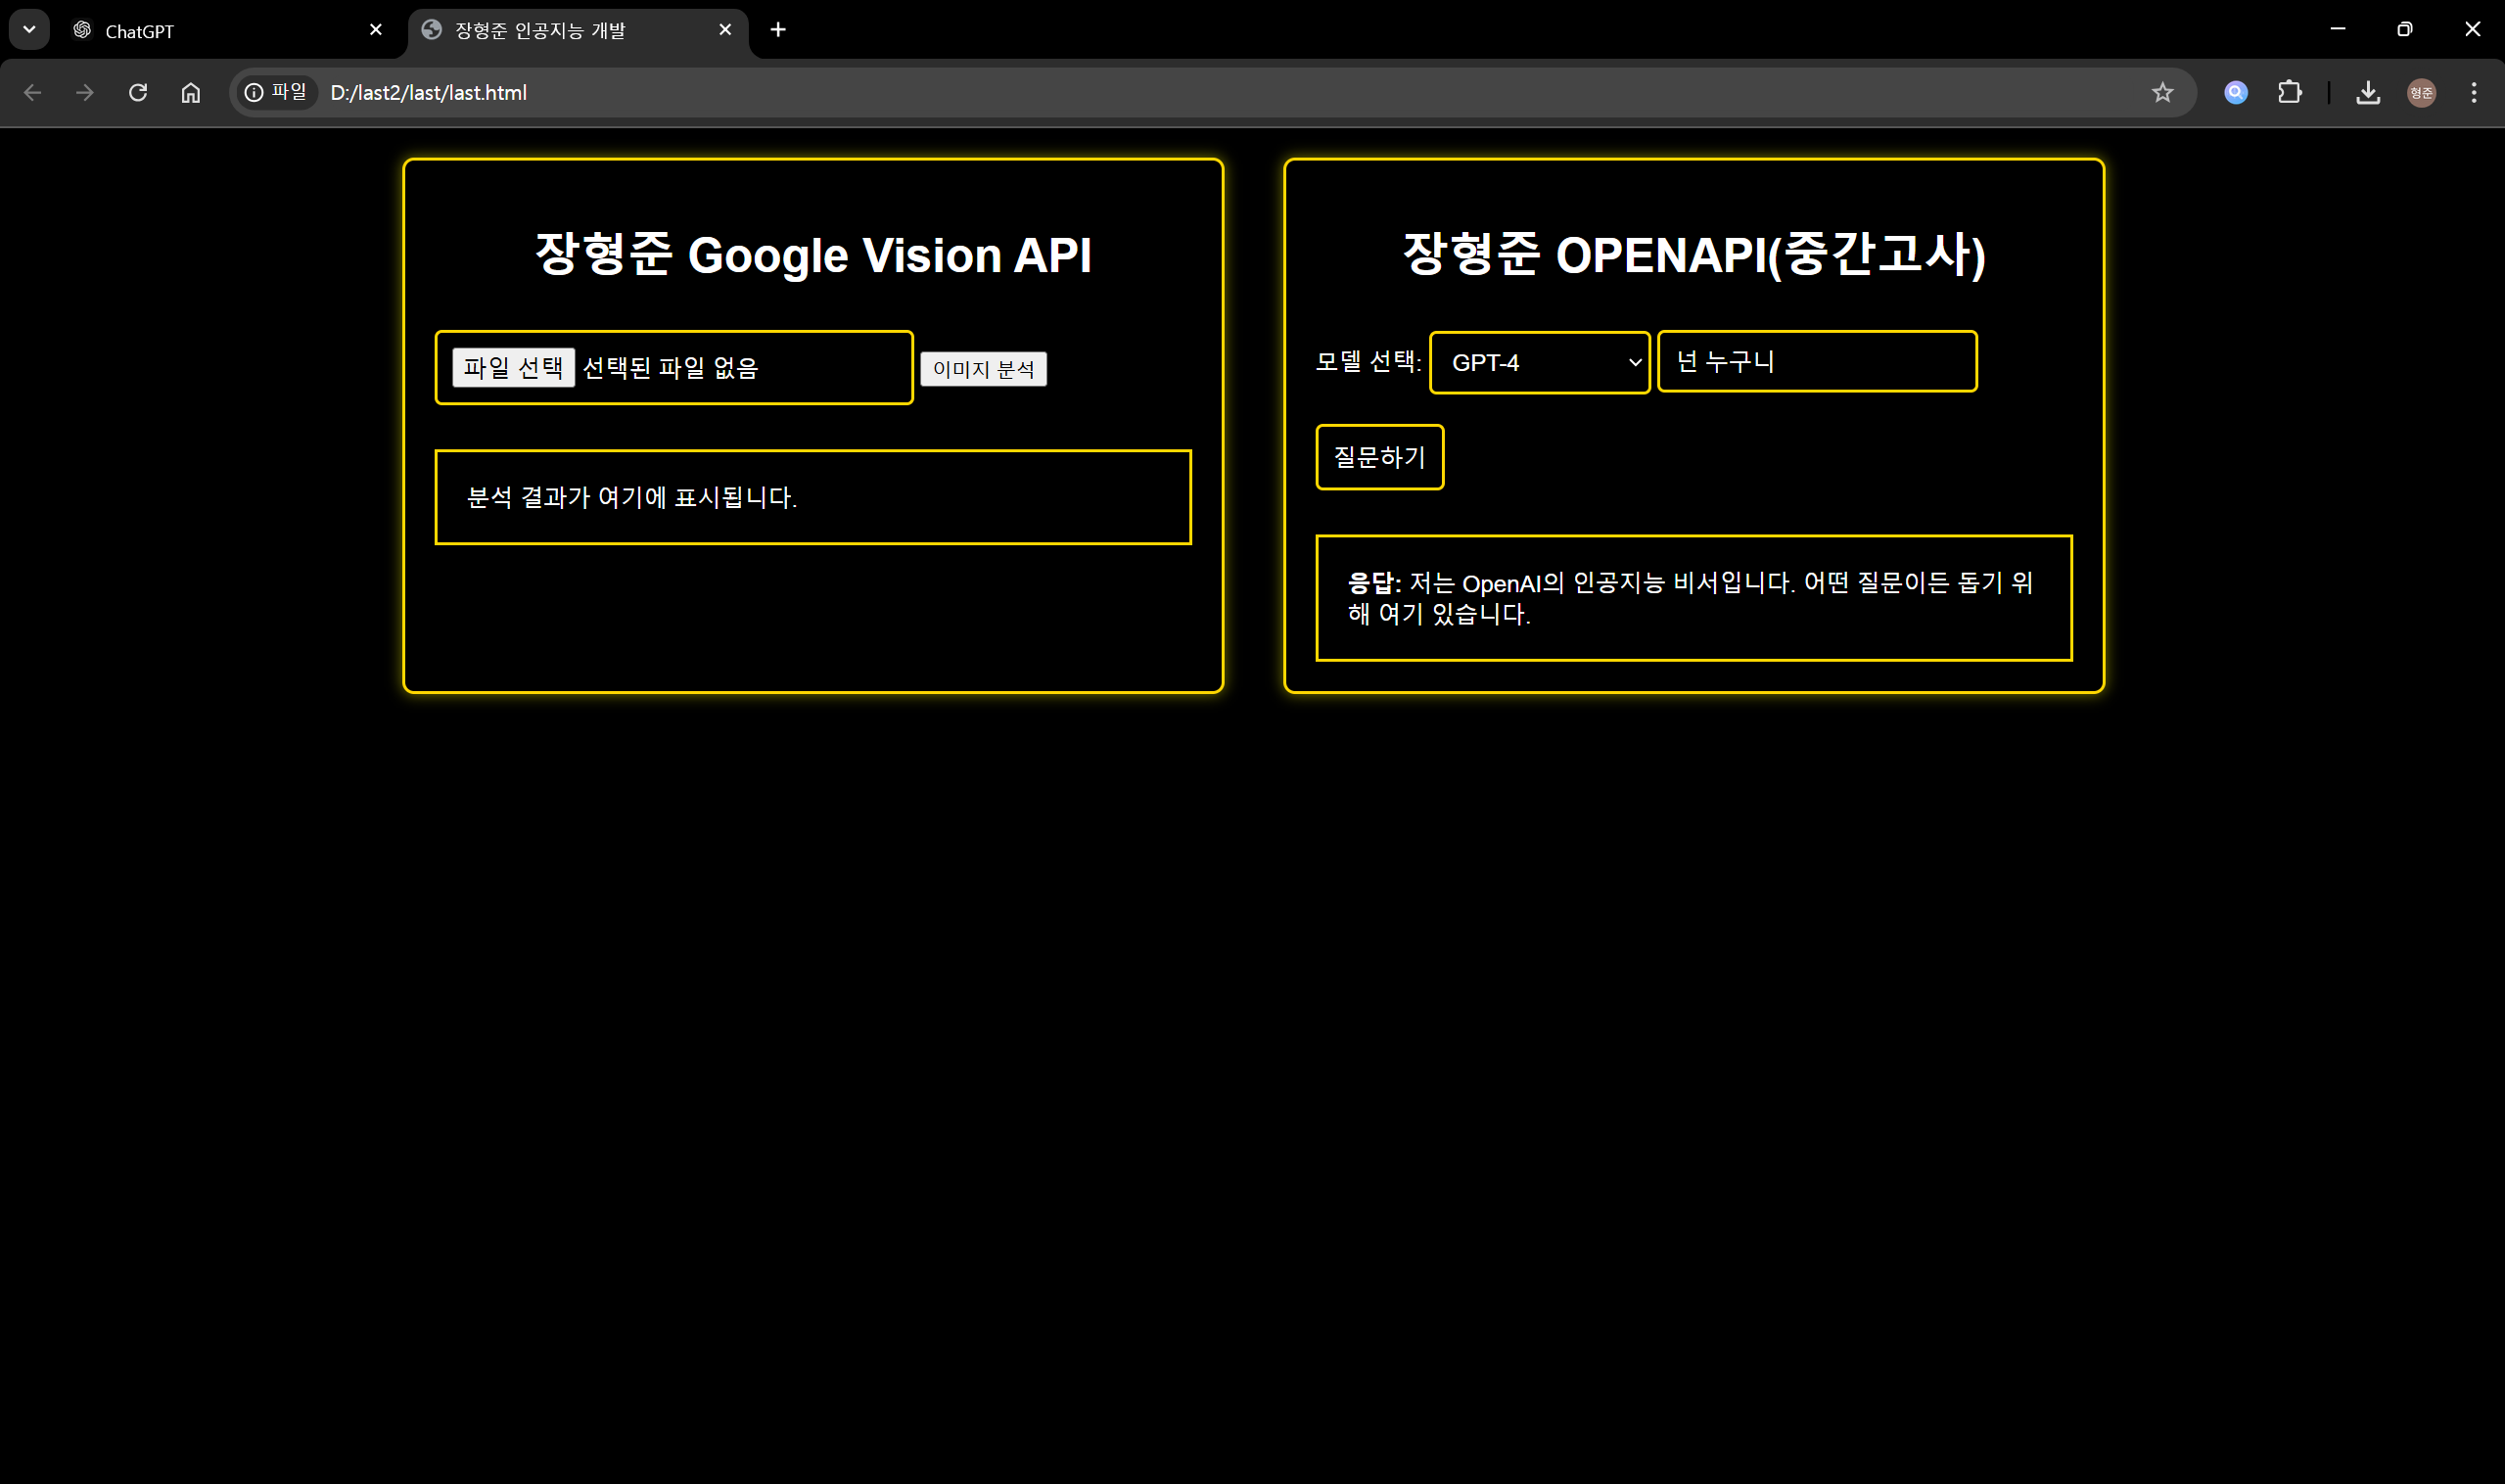 ChatGPT
장형준 인공지능 개발
파일
D:/last2/last/last.html
형준
장형준 Google Vision API
파일 선택 선택된 파일 없음
이미지 분석
분석 결과가 여기에 표시됩니다.
장형준 OPENAPI(중간고사)
모델 선택: GPT-4
넌 누구니
질문하기
응답: 저는 OpenAI의 인공지능 비서입니다. 어떤 질문이든 돕기 위
해 여기 있습니다.